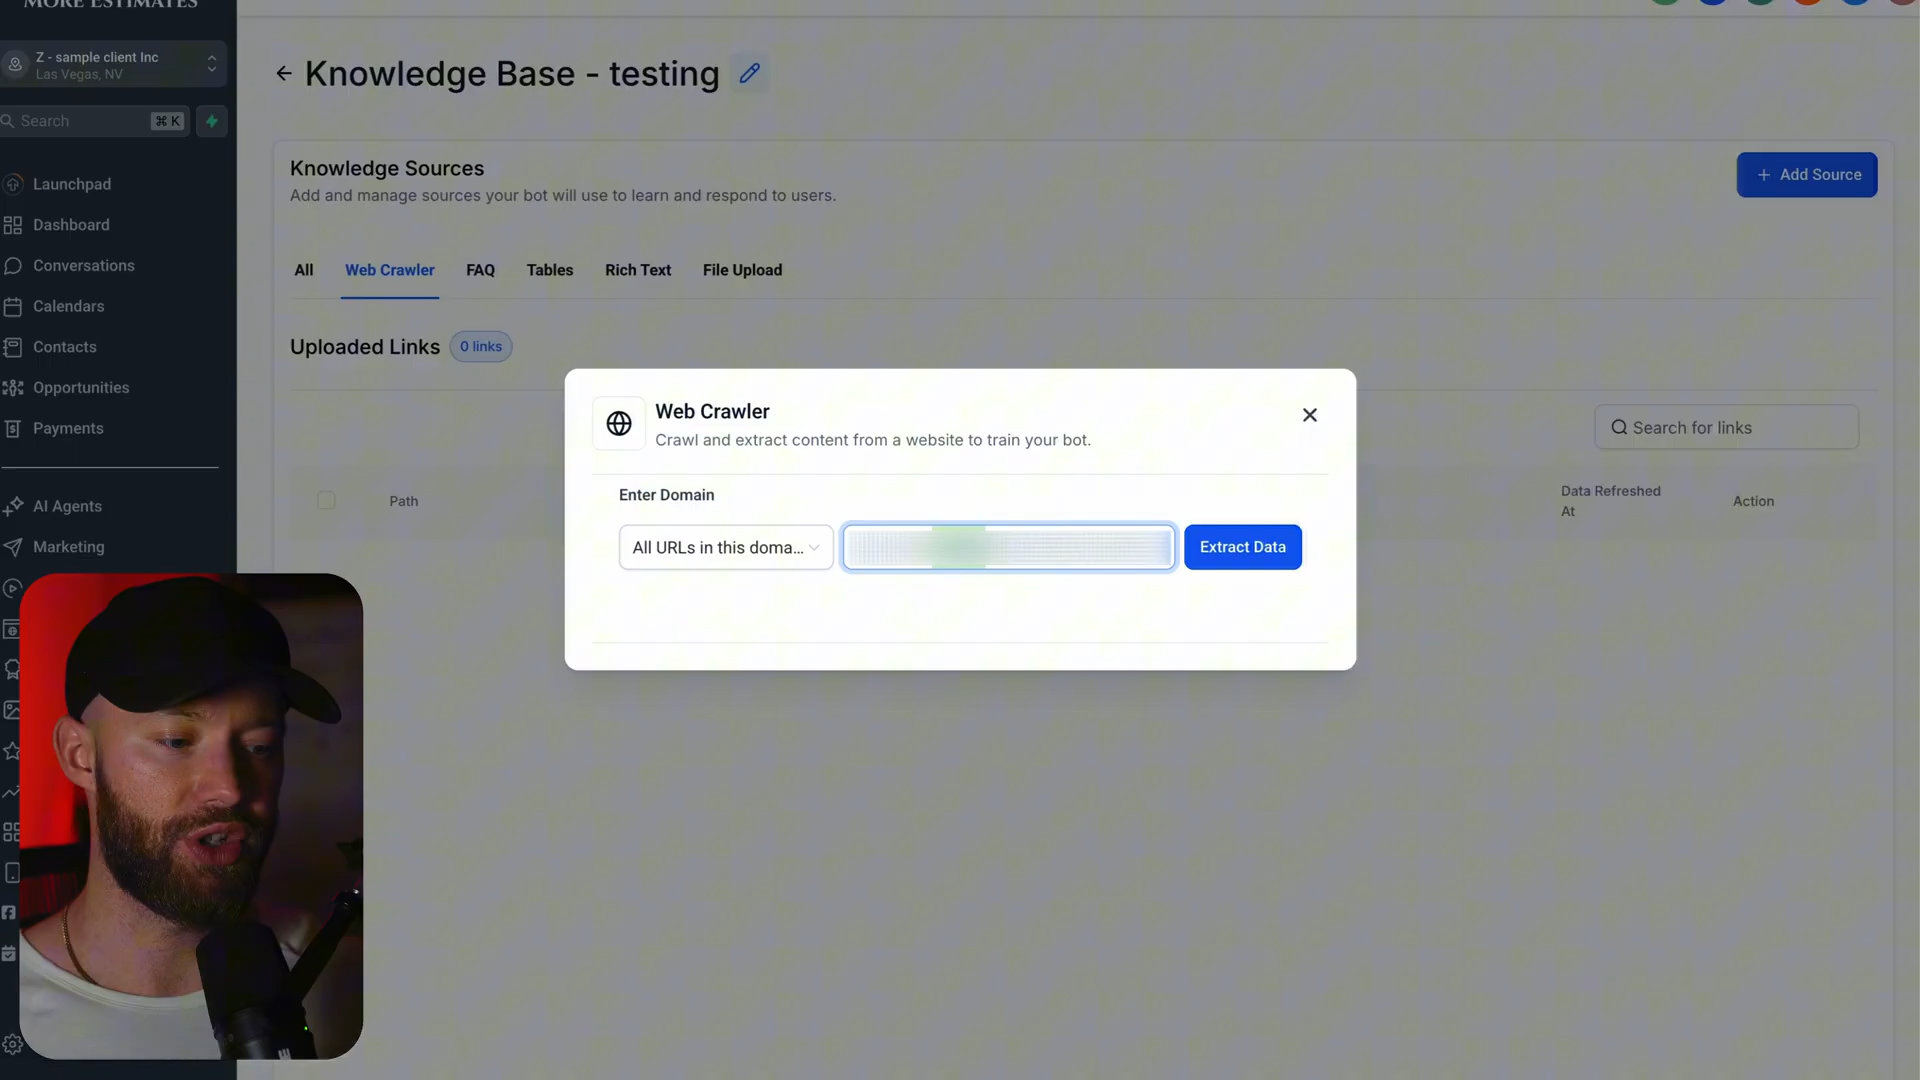 MORE ESTIMATES
Z - sample client Inc
Las Vegas, NV
Search
⌘ K
Launchpad
Dashboard
Conversations
Calendars
Contacts
Opportunities
Payments
AI Agents
Marketing
Knowledge Base - testing
Knowledge Sources
Add and manage sources your bot will use to learn and respond to users.
+ Add Source
All
Web Crawler
FAQ
Tables
Rich Text
File Upload
Uploaded Links
0 links
Search for links
Path
Data Refreshed
At
Action
Web Crawler
Crawl and extract content from a website to train your bot.
Enter Domain
All URLs in this doma...
Extract Data